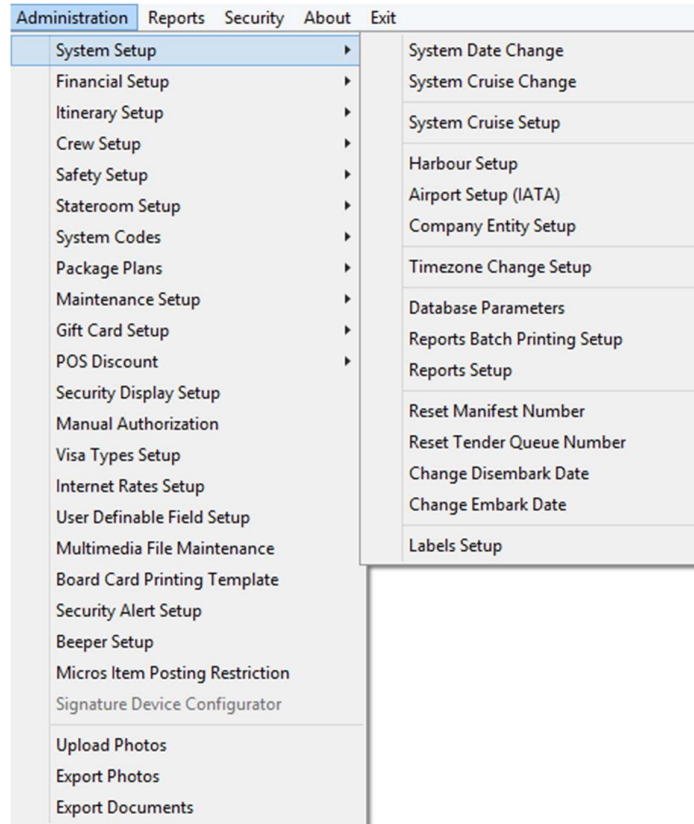 Administration Reports Security About Exit
System Setup
Financial Setup
Itinerary Setup
Crew Setup
Safety Setup
Stateroom Setup
System Codes
Package Plans
Maintenance Setup
Gift Card Setup
POS Discount
Security Display Setup
Manual Authorization
Visa Types Setup
Internet Rates Setup
User Definable Field Setup
Multimedia File Maintenance
Board Card Printing Template
Security Alert Setup
Beeper Setup
Micros Item Posting Restriction
Signature Device Configurator
Upload Photos
Export Photos
Export Documents
System Date Change
System Cruise Change
System Cruise Setup
Harbour Setup
Airport Setup (IATA)
Company Entity Setup
Timezone Change Setup
Database Parameters
Reports Batch Printing Setup
Reports Setup
Reset Manifest Number
Reset Tender Queue Number
Change Disembark Date
Change Embark Date
Labels Setup